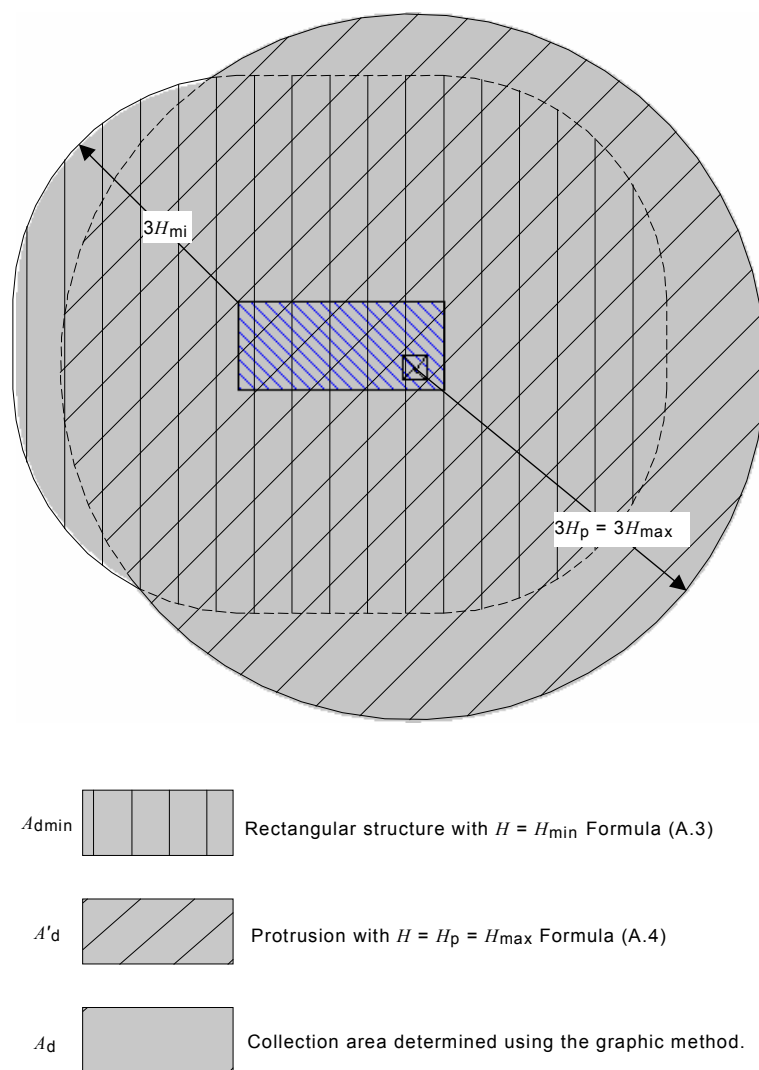 3Hmi
3Hp = 3Hmax
Admin Rectangular structure with H = Hmin Formula (A.3)
A'd Protrusion with H = Hp = Hmax Formula (A.4)
Ad Collection area determined using the graphic method.